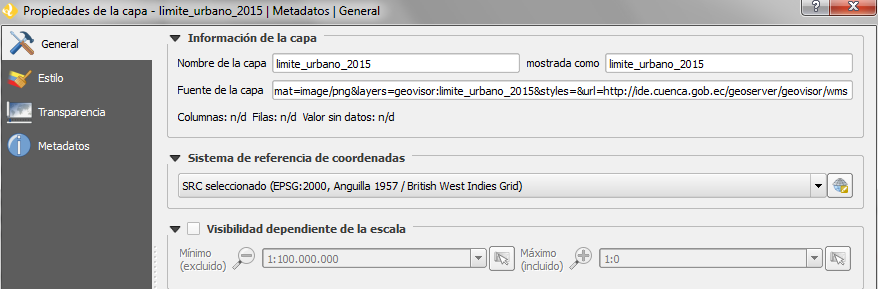 Propiedades de la capa - limite_urbano_2015 | Metadatos | General
General
Estilo
Transparencia
Metadatos
Información de la capa
Nombre de la capa limite_urbano_2015 mostrada como limite_urbano_2015
Fuente de la capa mat=image/png&layers=geovisor:limite_urbano_2015&styles=&url=http://ide.cuenca.gob.ec/geoserver/geovisor/wms
Columnas: n/d Filas: n/d Valor sin datos: n/d
Sistema de referencia de coordenadas
SRC seleccionado (EPSG:2000, Anguilla 1957 / British West Indies Grid)
Visibilidad dependiente de la escala
Mínimo (excluido) 1:100.000.000 Máximo (incluido) 1:0